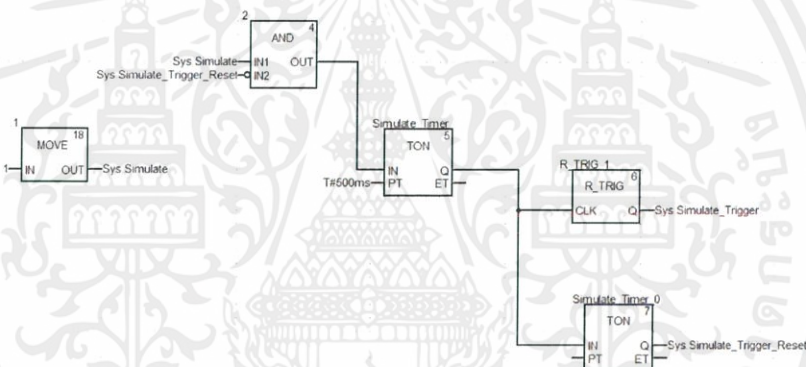 2
4
AND
Sys Simulate IN1 OUT
Sys Simulate_Trigger_Reset IN2
1
18
MOVE
1 IN OUT Sys Simulate
Simulate_Timer
5
TON
IN Q
T#500ms PT ET
R_TRIG_1
6
R_TRIG
CLK Q Sys Simulate_Trigger
Simulate_Timer_0
7
TON
IN Q Sys Simulate_Trigger_Reset
PT ET